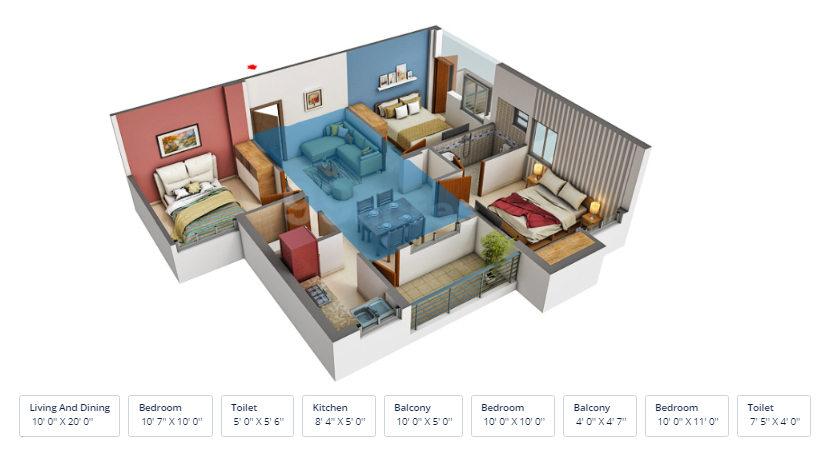 Living And Dining
10' 0" X 20' 0"
Bedroom
10' 7" X 10' 0"
Toilet
5' 0" X 5' 6"
Kitchen
8' 4" X 5' 0"
Balcony
10' 0" X 5' 0"
Bedroom
10' 0" X 10' 0"
Balcony
4' 0" X 4' 7"
Bedroom
10' 0" X 11' 0"
Toilet
7' 5" X 4' 0"